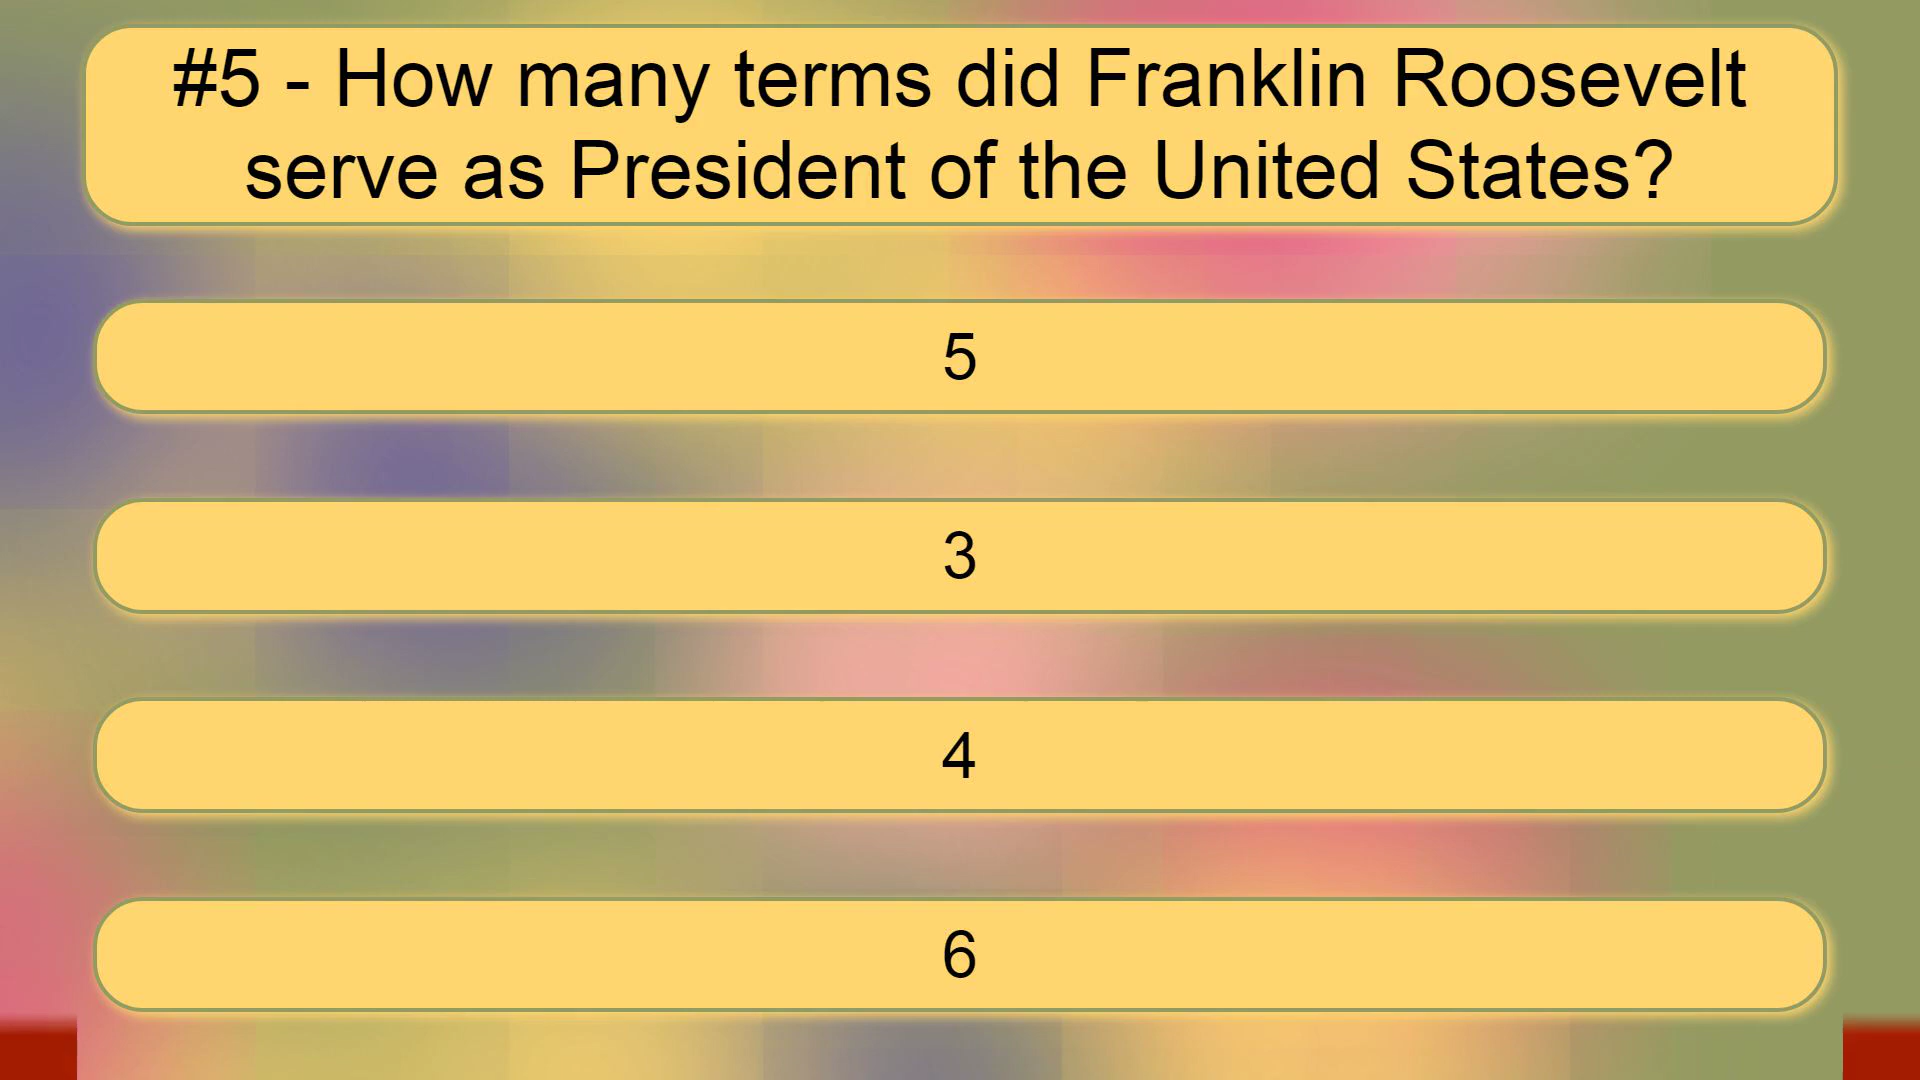 #5 - How many terms did Franklin Roosevelt
serve as President of the United States?
5
3
4
6